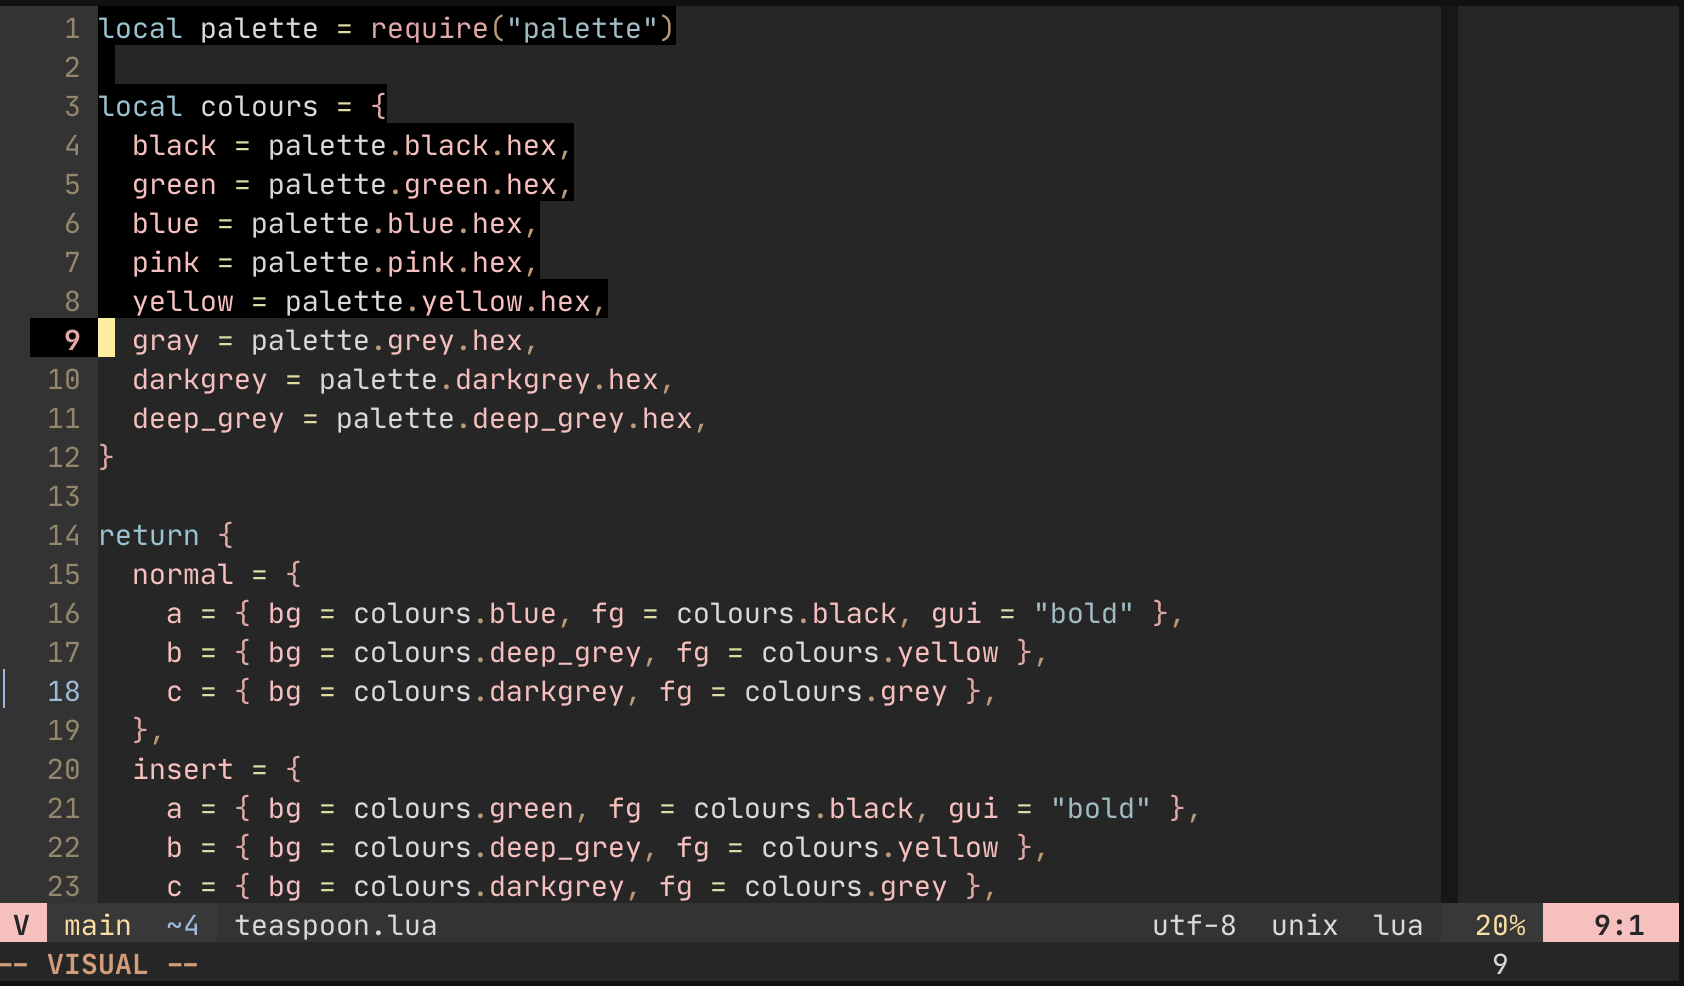 1 local palette = require("palette")
2
3 local colours = {
4   black = palette.black.hex,
5   green = palette.green.hex,
6   blue = palette.blue.hex,
7   pink = palette.pink.hex,
8   yellow = palette.yellow.hex,
9   gray = palette.grey.hex,
10   darkgrey = palette.darkgrey.hex,
11   deep_grey = palette.deep_grey.hex,
12 }
13
14 return {
15   normal = {
16     a = { bg = colours.blue, fg = colours.black, gui = "bold" },
17     b = { bg = colours.deep_grey, fg = colours.yellow },
18     c = { bg = colours.darkgrey, fg = colours.grey },
19   },
20   insert = {
21     a = { bg = colours.green, fg = colours.black, gui = "bold" },
22     b = { bg = colours.deep_grey, fg = colours.yellow },
23     c = { bg = colours.darkgrey, fg = colours.grey },
V main ~4 teaspoon.lua utf-8 unix lua 20% 9:1
-- VISUAL -- 9